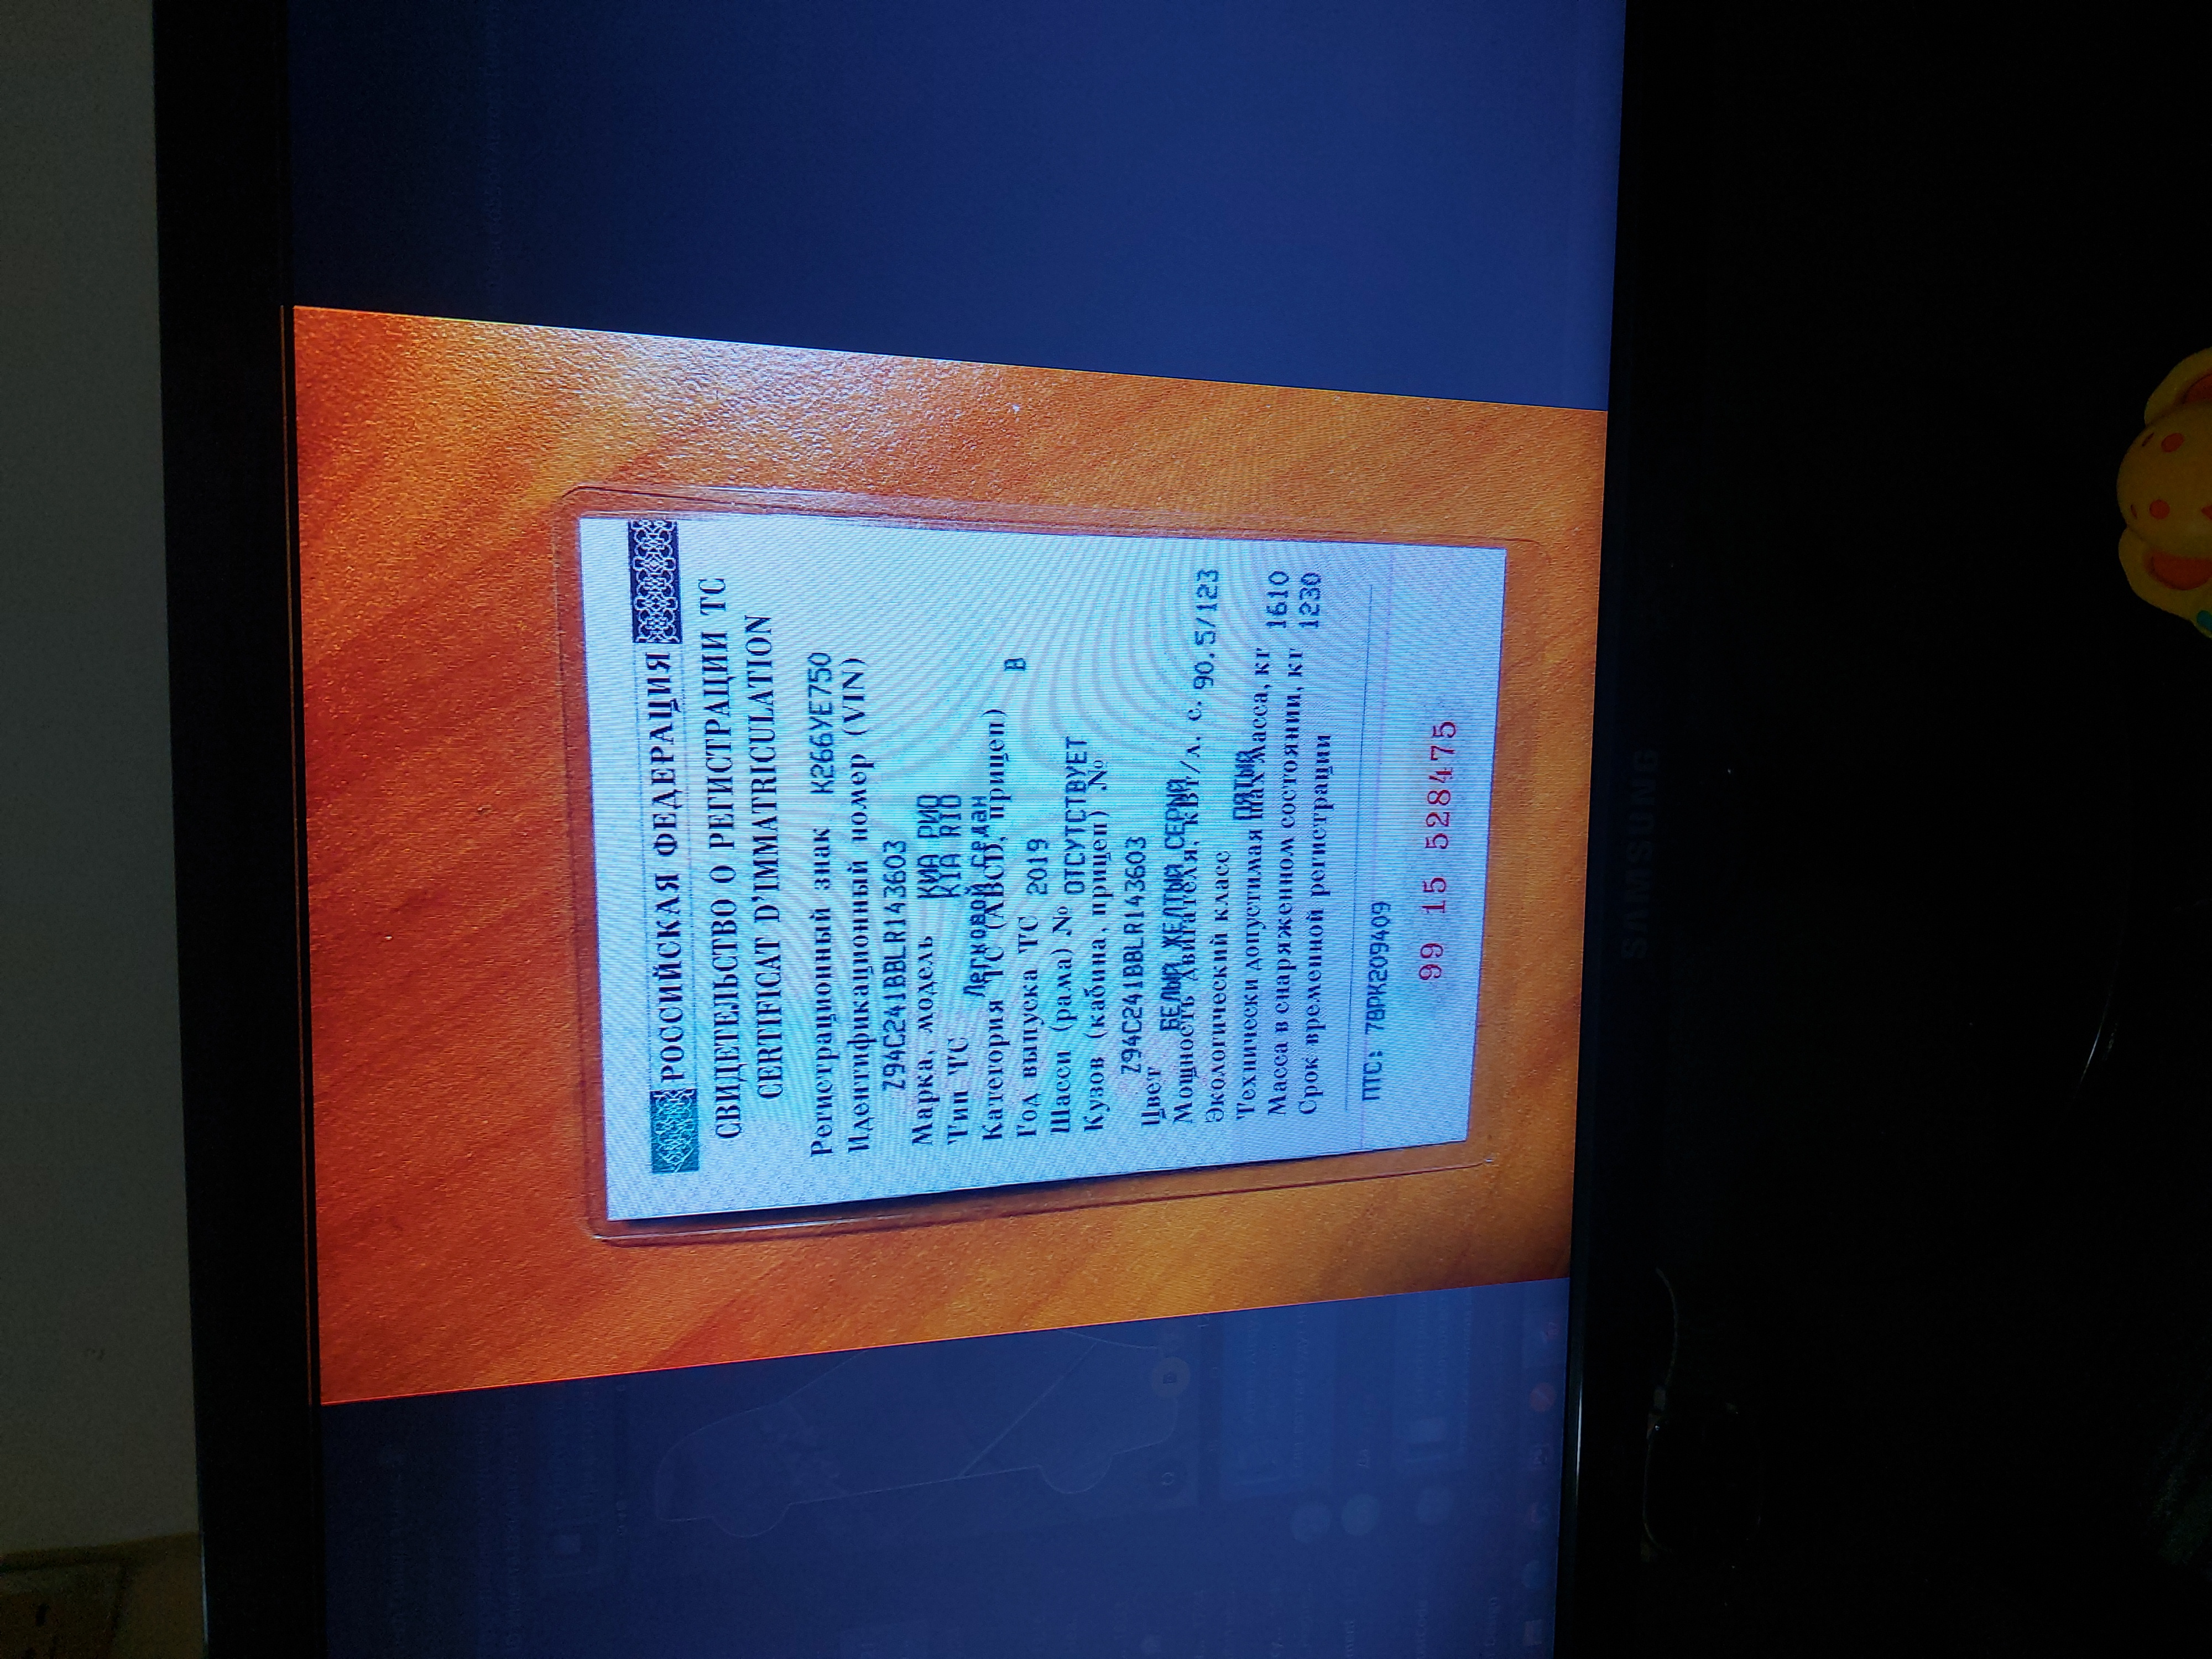 РОССИЙСКАЯ ФЕДЕРАЦИЯ
СВИДЕТЕЛЬСТВО О РЕГИСТРАЦИИ ТС
CERTIFICAT D'IMMATRICULATION
Регистрационный знак К266УЕ750
Идентификационный номер (VIN)
Z94C241BBLR143603
Марка, модель КИА РИО
KIA RIO
Тип ТС
Легковой седан
Категория ТС (ABCD, прицеп)
B
Год выпуска ТС 2019
Шасси (рама) № ОТСУТСТВУЕТ
Кузов (кабина, прицеп) №
Z94C241BBLR143603
Цвет
БЕЛЫЙ ЖЕЛТЫЙ СЕРЫЙ
Мощность двигателя, кВт/л. с. 90.5/123
Экологический класс
ПЯТЫЙ
Технически допустимая max масса, кг 1610
Масса в снаряженном состоянии, кг 1230
Срок временной регистрации
ПТС: 78РК209409
99 15 528475
SAMSUNG